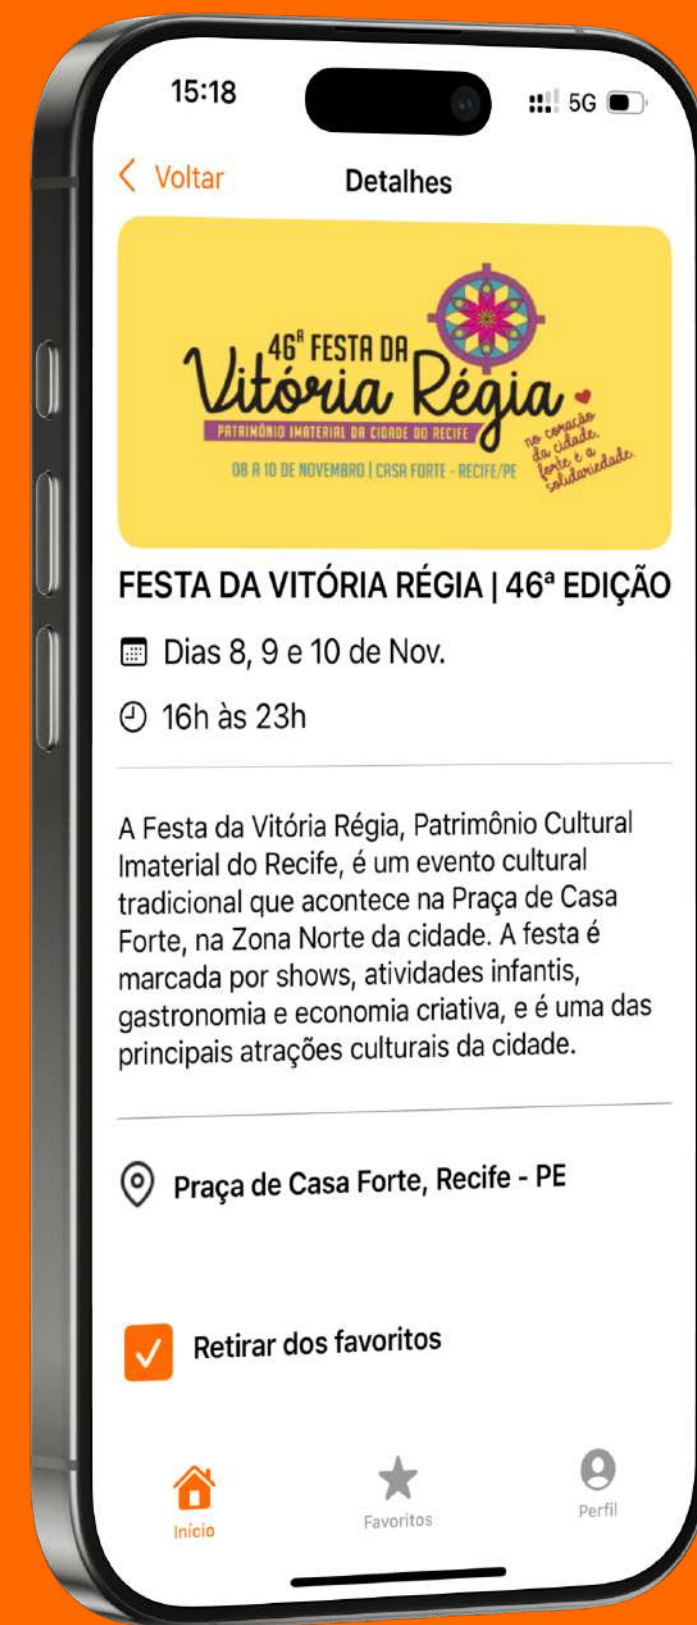 15:18
5G
Voltar
Detalhes
46ª FESTA DA
Vitória Régia
PATRIMÔNIO IMATERIAL DA CIDADE DO RECIFE
08 A 10 DE NOVEMBRO | CASA FORTE - RECIFE/PE
no coração
da cidade,
forte é a
solidariedade.
FESTA DA VITÓRIA RÉGIA | 46ª EDIÇÃO
Dias 8, 9 e 10 de Nov.
16h às 23h
A Festa da Vitória Régia, Patrimônio Cultural
Imaterial do Recife, é um evento cultural
tradicional que acontece na Praça de Casa
Forte, na Zona Norte da cidade. A festa é
marcada por shows, atividades infantis,
gastronomia e economia criativa, e é uma das
principais atrações culturais da cidade.
Praça de Casa Forte, Recife - PE
Retirar dos favoritos
Início
Favoritos
Perfil